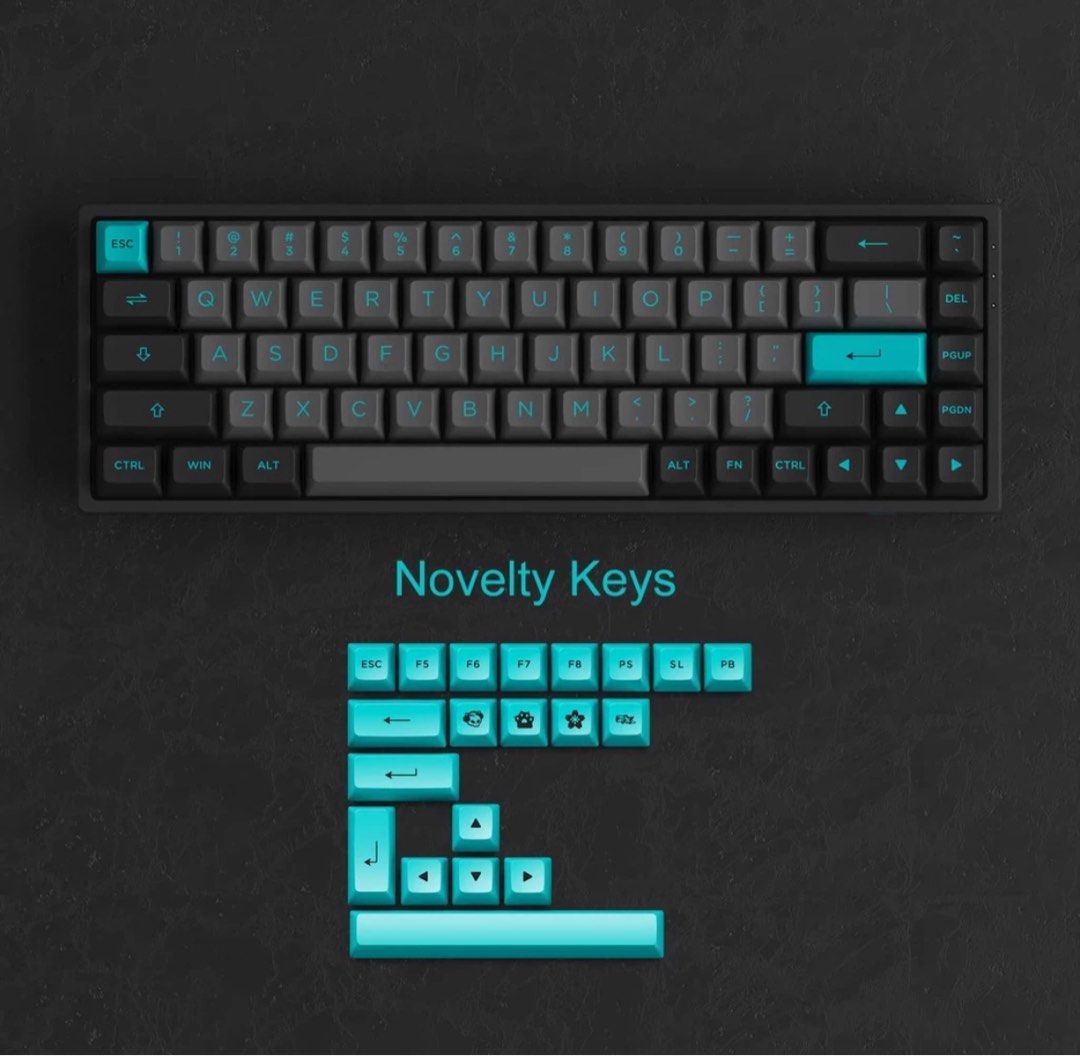 ESC ! 1 @ 2 # 3 $ 4 % 5 ^ 6 & 7 * 8 ( 9 ) 0 — - + = ← ~ `
⇌ Q W E R T Y U I O P { [ } ] | \ DEL
⇩ A S D F G H J K L : ; " ' ↵ PGUP
⇧ Z X C V B N M < , > . ? / ⇧ ▲ PGDN
CTRL WIN ALT ALT FN CTRL ◀ ▼ ▶
Novelty Keys
ESC F5 F6 F7 F8 PS SL PB
←
↵
▲
↵ ◀ ▼ ▶